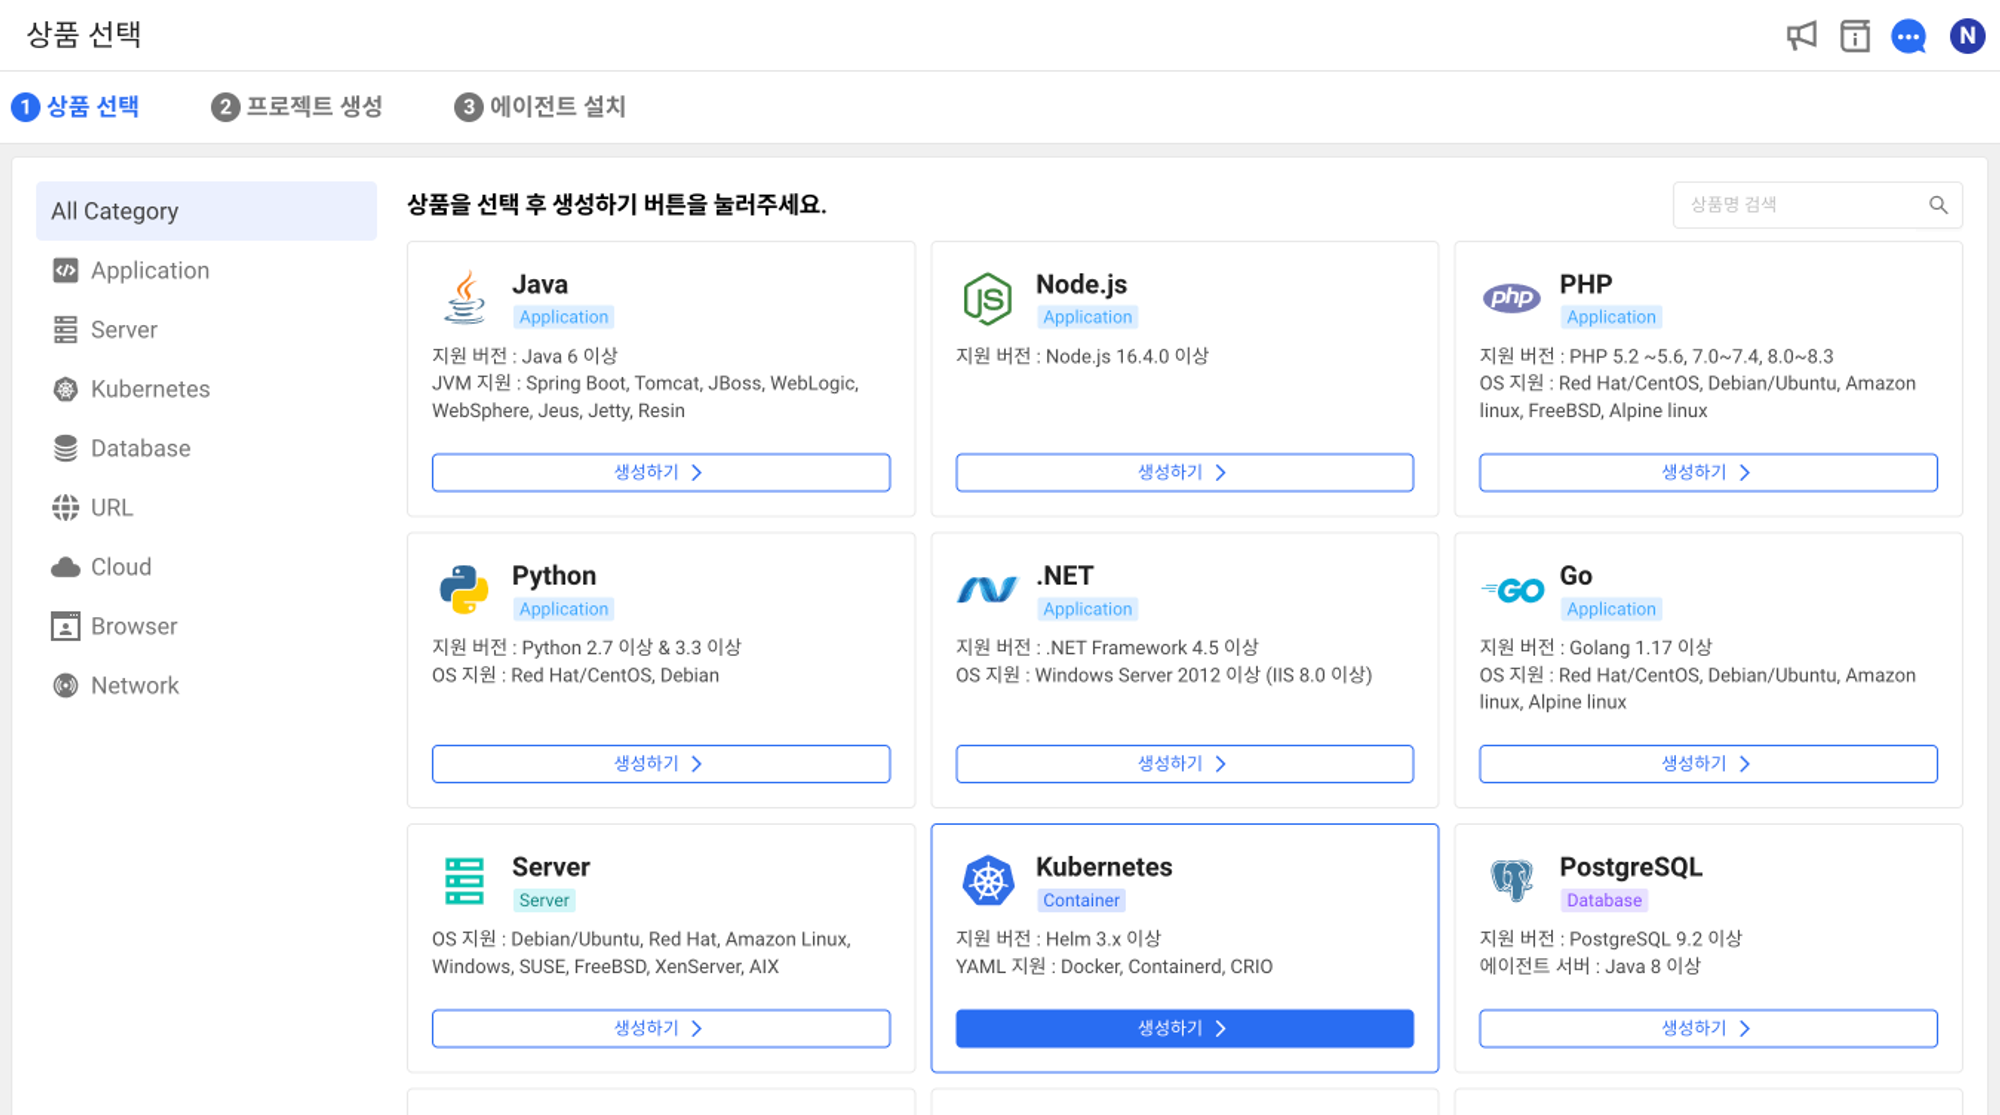 상품 선택
N
1 상품 선택
2 프로젝트 생성
3 에이전트 설치
All Category
Application
Server
Kubernetes
Database
URL
Cloud
Browser
Network
상품을 선택 후 생성하기 버튼을 눌러주세요.
상품명 검색
Java
Application
지원 버전 : Java 6 이상
JVM 지원 : Spring Boot, Tomcat, JBoss, WebLogic,
WebSphere, Jeus, Jetty, Resin
생성하기
JS
Node.js
Application
지원 버전 : Node.js 16.4.0 이상
생성하기
php
PHP
Application
지원 버전 : PHP 5.2 ~5.6, 7.0~7.4, 8.0~8.3
OS 지원 : Red Hat/CentOS, Debian/Ubuntu, Amazon
linux, FreeBSD, Alpine linux
생성하기
Python
Application
지원 버전 : Python 2.7 이상 & 3.3 이상
OS 지원 : Red Hat/CentOS, Debian
생성하기
.NET
Application
지원 버전 : .NET Framework 4.5 이상
OS 지원 : Windows Server 2012 이상 (IIS 8.0 이상)
생성하기
GO
Go
Application
지원 버전 : Golang 1.17 이상
OS 지원 : Red Hat/CentOS, Debian/Ubuntu, Amazon
linux, Alpine linux
생성하기
Server
Server
OS 지원 : Debian/Ubuntu, Red Hat, Amazon Linux,
Windows, SUSE, FreeBSD, XenServer, AIX
생성하기
Kubernetes
Container
지원 버전 : Helm 3.x 이상
YAML 지원 : Docker, Containerd, CRIO
생성하기
PostgreSQL
Database
지원 버전 : PostgreSQL 9.2 이상
에이전트 서버 : Java 8 이상
생성하기